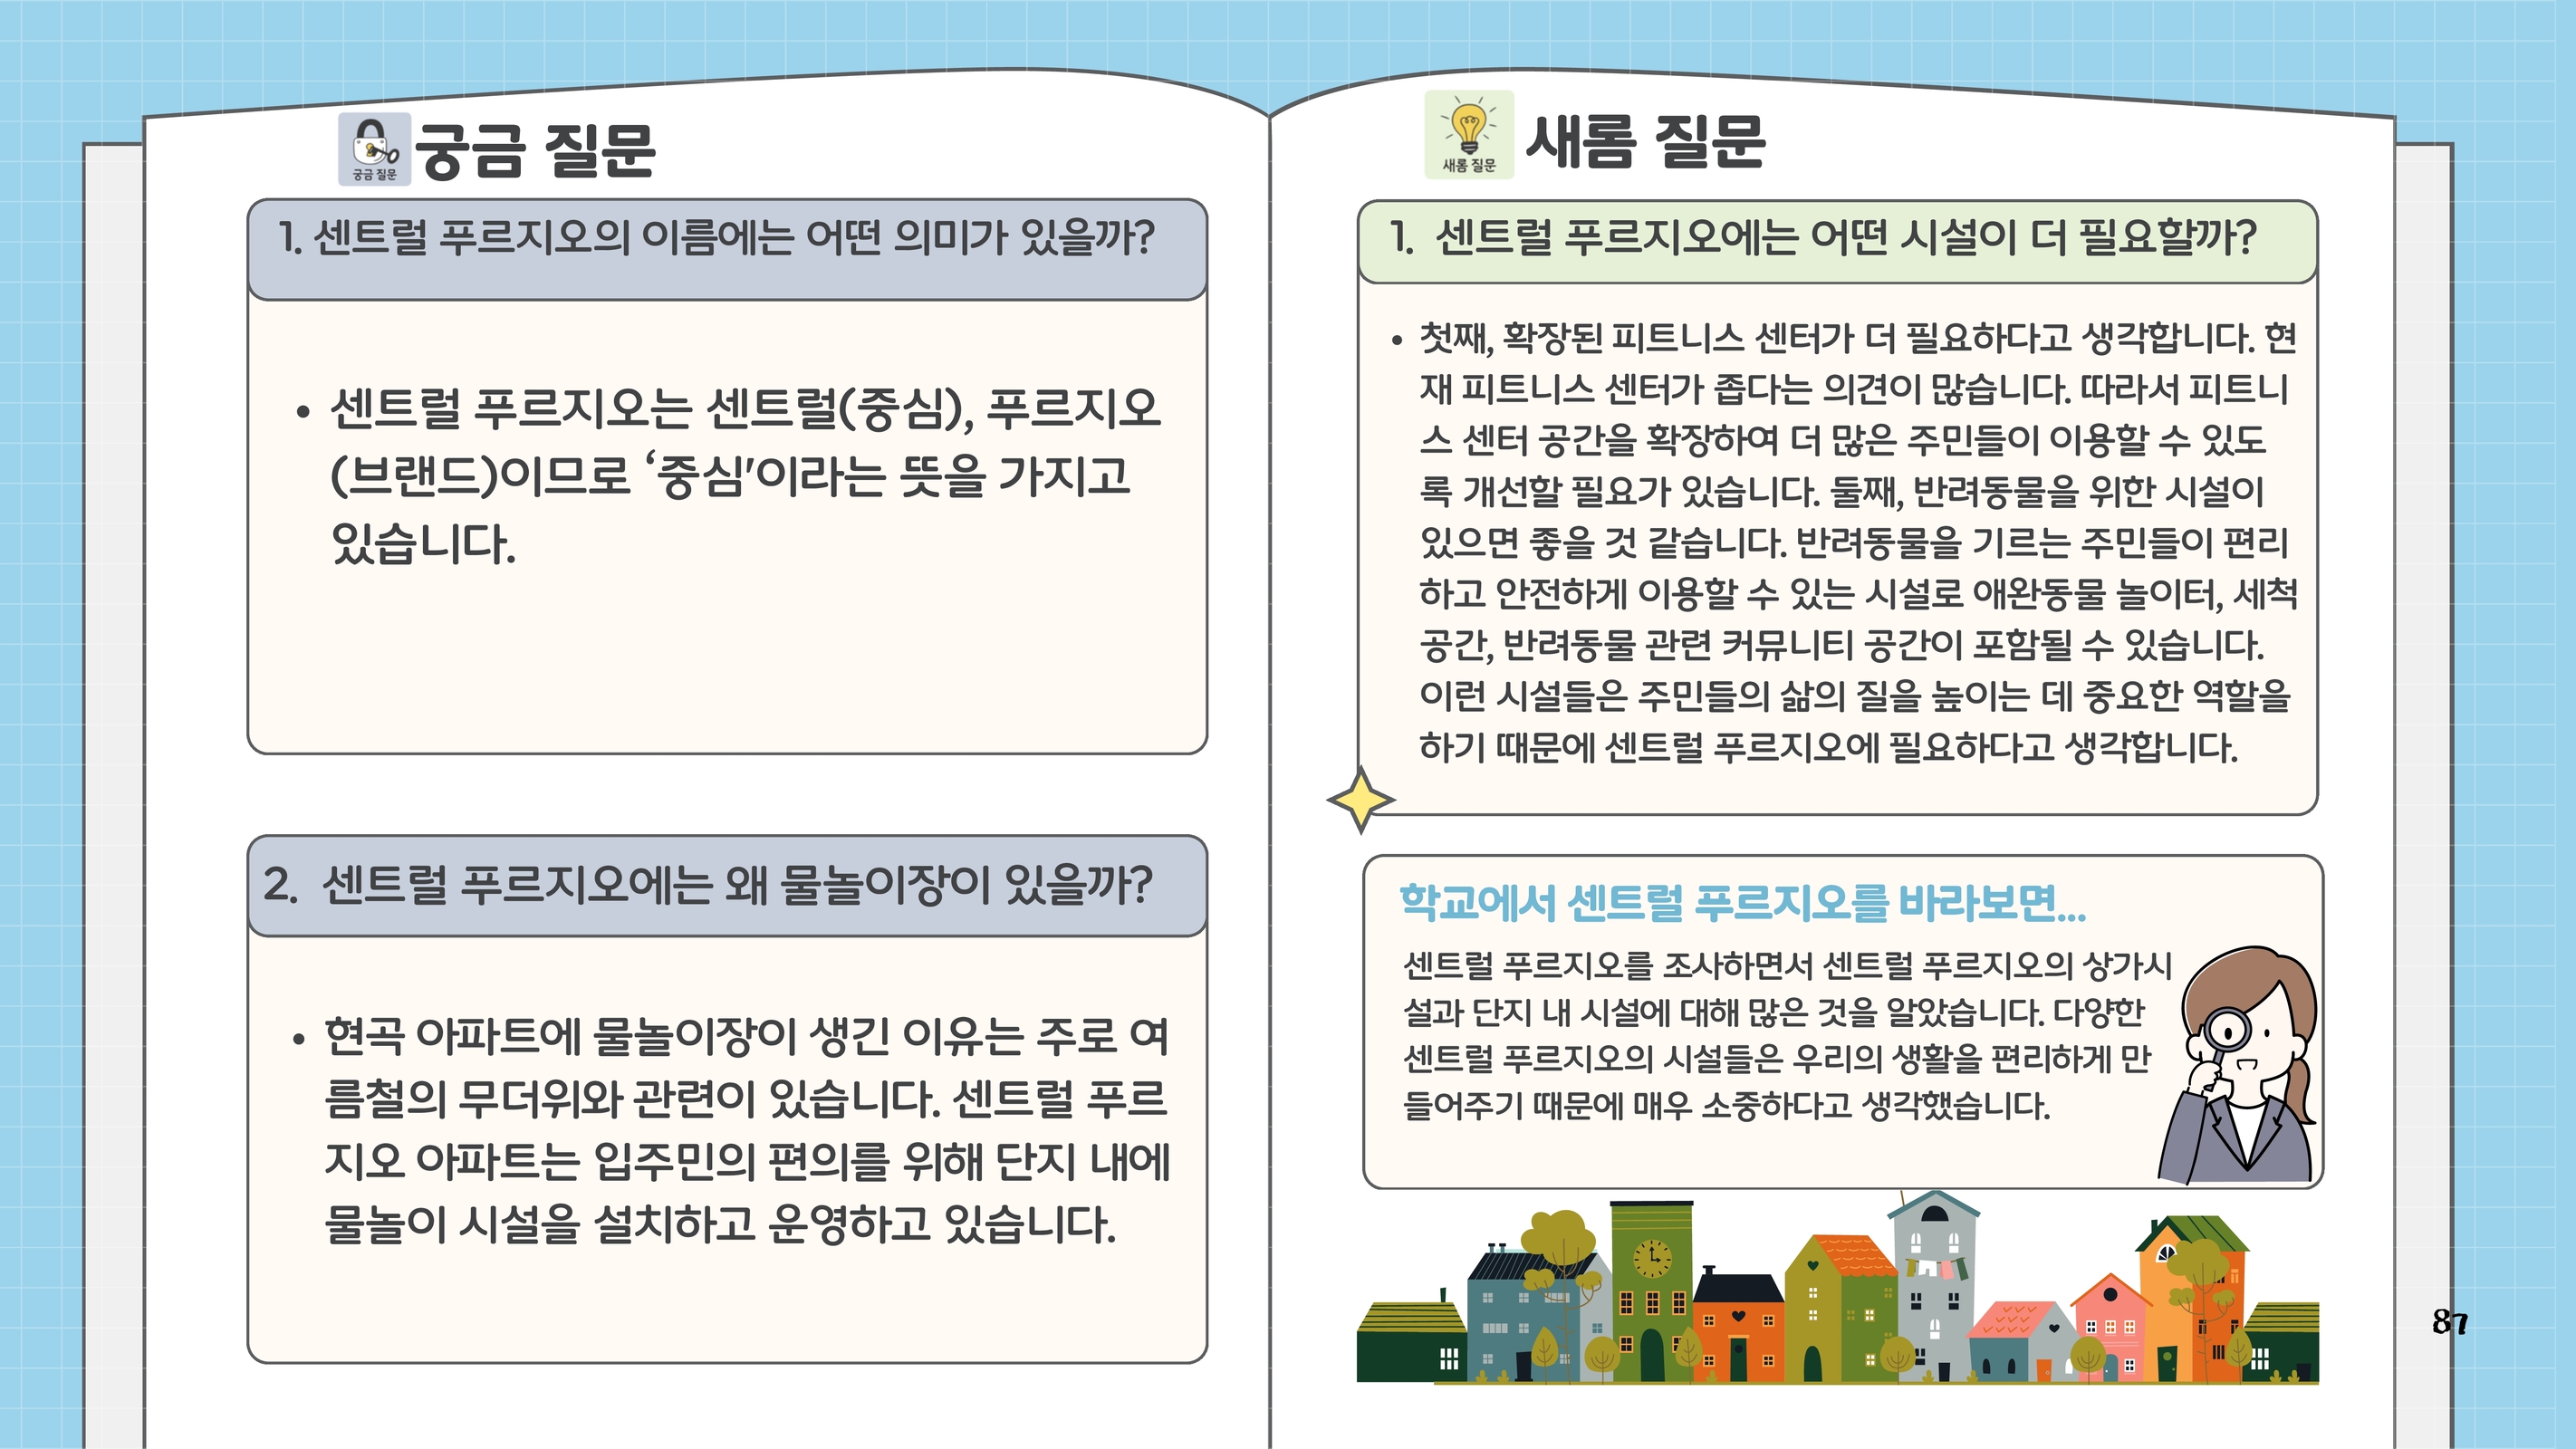 궁금 질문
궁금 질문
1. 센트럴 푸르지오의 이름에는 어떤 의미가 있을까?
• 센트럴 푸르지오는 센트럴(중심), 푸르지오
(브랜드)이므로 ‘중심'이라는 뜻을 가지고
있습니다.
2. 센트럴 푸르지오에는 왜 물놀이장이 있을까?
• 현곡 아파트에 물놀이장이 생긴 이유는 주로 여
름철의 무더위와 관련이 있습니다. 센트럴 푸르
지오 아파트는 입주민의 편의를 위해 단지 내에
물놀이 시설을 설치하고 운영하고 있습니다.
새롬 질문
새롬 질문
1. 센트럴 푸르지오에는 어떤 시설이 더 필요할까?
• 첫째, 확장된 피트니스 센터가 더 필요하다고 생각합니다. 현
재 피트니스 센터가 좁다는 의견이 많습니다. 따라서 피트니
스 센터 공간을 확장하여 더 많은 주민들이 이용할 수 있도
록 개선할 필요가 있습니다. 둘째, 반려동물을 위한 시설이
있으면 좋을 것 같습니다. 반려동물을 기르는 주민들이 편리
하고 안전하게 이용할 수 있는 시설로 애완동물 놀이터, 세척
공간, 반려동물 관련 커뮤니티 공간이 포함될 수 있습니다.
이런 시설들은 주민들의 삶의 질을 높이는 데 중요한 역할을
하기 때문에 센트럴 푸르지오에 필요하다고 생각합니다.
학교에서 센트럴 푸르지오를 바라보면...
센트럴 푸르지오를 조사하면서 센트럴 푸르지오의 상가시
설과 단지 내 시설에 대해 많은 것을 알았습니다. 다양한
센트럴 푸르지오의 시설들은 우리의 생활을 편리하게 만
들어주기 때문에 매우 소중하다고 생각했습니다.
87